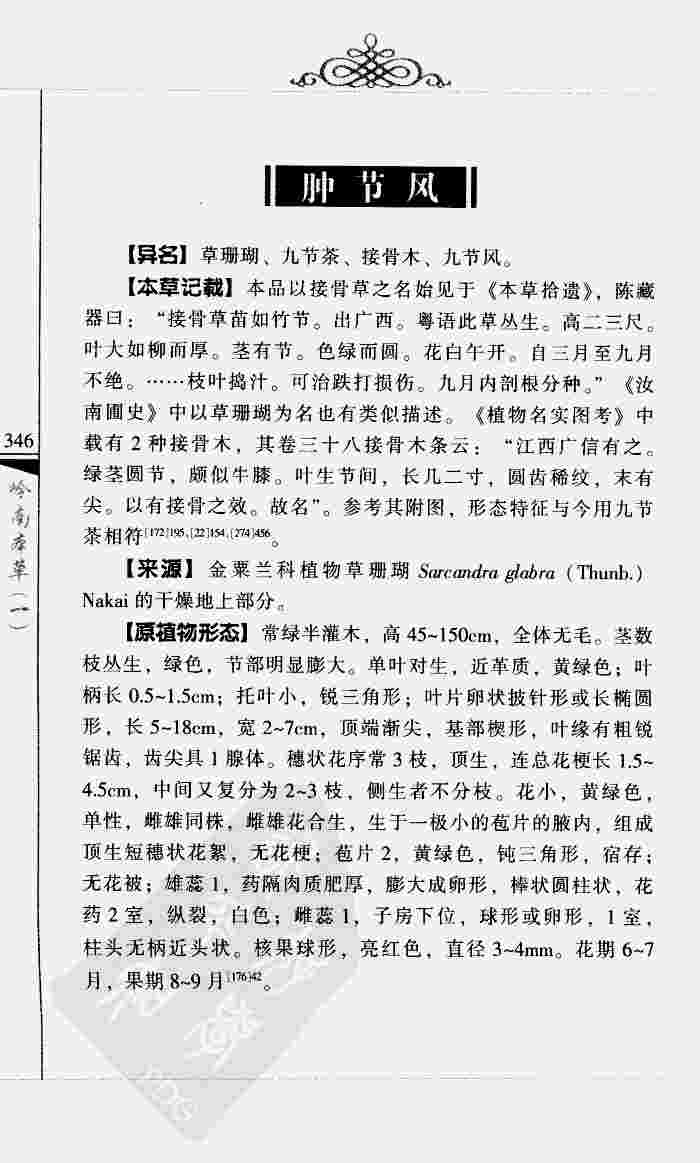 肿节风
【异名】草珊瑚、九节茶、接骨木、九节风。
【本草记载】本品以接骨草之名始见于《本草拾遗》，陈藏
器曰：“接骨草苗如竹节。出广西。粤语此草丛生。高二三尺。
叶大如柳而厚。茎有节。色绿而圆。花白午开。自三月至九月
不绝。……枝叶捣汁。可治跌打损伤。九月内剖根分种。”《汝
南圃史》中以草珊瑚为名也有类似描述。《植物名实图考》中
载有2种接骨木，其卷三十八接骨木条云：“江西广信有之。
绿茎圆节，颇似牛膝。叶生节间，长几二寸，圆齿稀纹，末有
尖。以有接骨之效。故名”。参考其附图，形态特征与今用九节
茶相符[172]195,[22]154,[274]456。
【来源】金粟兰科植物草珊瑚 Sarcandra glabra（Thunb.）
Nakai 的干燥地上部分。
【原植物形态】常绿半灌木，高45~150cm，全体无毛。茎数
枝丛生，绿色，节部明显膨大。单叶对生，近革质，黄绿色；叶
柄长0.5~1.5cm；托叶小，锐三角形；叶片卵状披针形或长椭圆
形，长5~18cm，宽2~7cm，顶端渐尖，基部楔形，叶缘有粗锐
锯齿，齿尖具1腺体。穗状花序常3枝，顶生，连总花梗长1.5~
4.5cm，中间又复分为2~3枝，侧生者不分枝。花小，黄绿色，
单性，雌雄同株，雌雄花合生，生于一极小的苞片的腋内，组成
顶生短穗状花絮，无花梗；苞片2，黄绿色，钝三角形，宿存；
无花被；雄蕊1，药隔肉质肥厚，膨大成卵形，棒状圆柱状，花
药2室，纵裂，白色；雌蕊1，子房下位，球形或卵形，1室，
柱头无柄近头状。核果球形，亮红色，直径3~4mm。花期6~7
月，果期8~9月[176]42。
346
岭南本草（一）
PDG